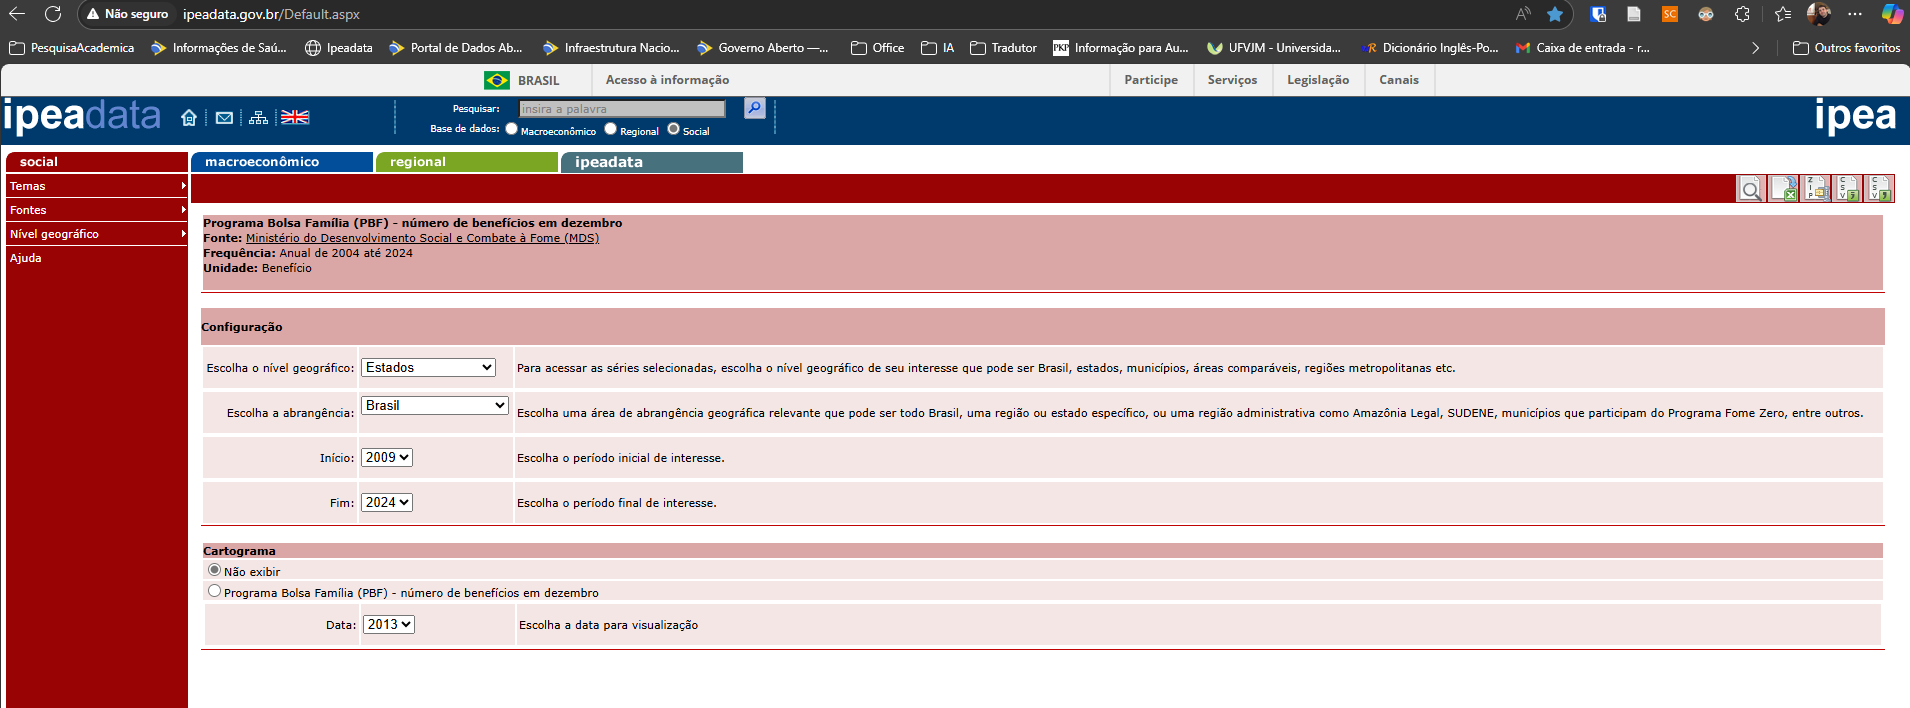 Não seguro ipeadata.gov.br/Default.aspx
PesquisaAcademica Informações de Saú... Ipeadata Portal de Dados Ab... Infraestrutura Nacio... Governo Aberto —... Office IA Tradutor PKP Informação para Au... UFVJM - Universida... Dicionário Inglês-Po... Caixa de entrada - r... Outros favoritos
BRASIL Acesso à informação Participe Serviços Legislação Canais
ipeadata Pesquisar: insira a palavra ipea
Base de dados: Macroeconômico Regional Social
social macroeconômico regional ipeadata
Temas
Fontes
Nível geográfico
Ajuda
Programa Bolsa Família (PBF) - número de benefícios em dezembro
Fonte: Ministério do Desenvolvimento Social e Combate à Fome (MDS)
Frequência: Anual de 2004 até 2024
Unidade: Benefício
Configuração
Escolha o nível geográfico: Estados Para acessar as séries selecionadas, escolha o nível geográfico de seu interesse que pode ser Brasil, estados, municípios, áreas comparáveis, regiões metropolitanas etc.
Escolha a abrangência: Brasil Escolha uma área de abrangência geográfica relevante que pode ser todo Brasil, uma região ou estado específico, ou uma região administrativa como Amazônia Legal, SUDENE, municípios que participam do Programa Fome Zero, entre outros.
Início: 2009 Escolha o período inicial de interesse.
Fim: 2024 Escolha o período final de interesse.
Cartograma
Não exibir
Programa Bolsa Família (PBF) - número de benefícios em dezembro
Data: 2013 Escolha a data para visualização